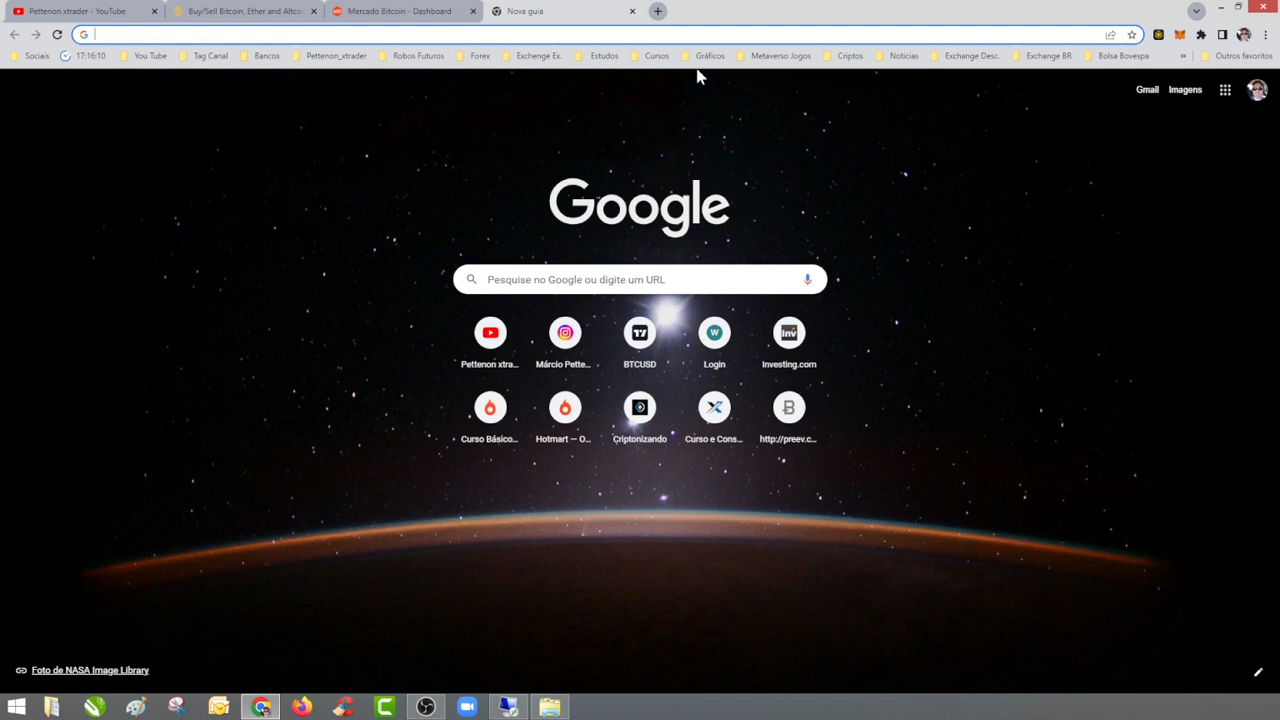 Pettenon xtrader - YouTube
Buy/Sell Bitcoin, Ether and Altco
Mercado Bitcoin - Dashboard
Nova guia
Sociais 17:16:10 You Tube Tag Canal Bancos Pettenon_xtrader Robos Futuros Forex Exchange Ex. Estudos Cursos Gráficos Metaverso Jogos Criptos Noticias Exchange Desc. Exchange BR Bolsa Bovespa » Outros favoritos
Gmail Imagens
Google
Pesquise no Google ou digite um URL
Pettenon xtra... Márcio Pette... BTCUSD Login Investing.com
Curso Básico... Hotmart — O... Criptonizando Curso e Cons... http://preev.c...
Foto de NASA Image Library